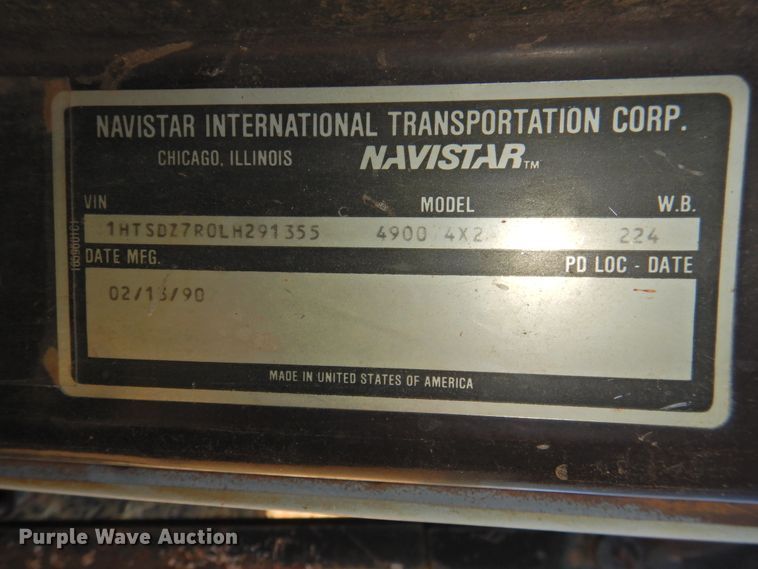 NAVISTAR INTERNATIONAL TRANSPORTATION CORP.
CHICAGO, ILLINOIS NAVISTAR™
VIN MODEL W.B.
1HTSDZ7R0LH291355 4900 4X2 224
DATE MFG. PD LOC - DATE
02/13/90
MADE IN UNITED STATES OF AMERICA
1659601C1
Purple Wave Auction